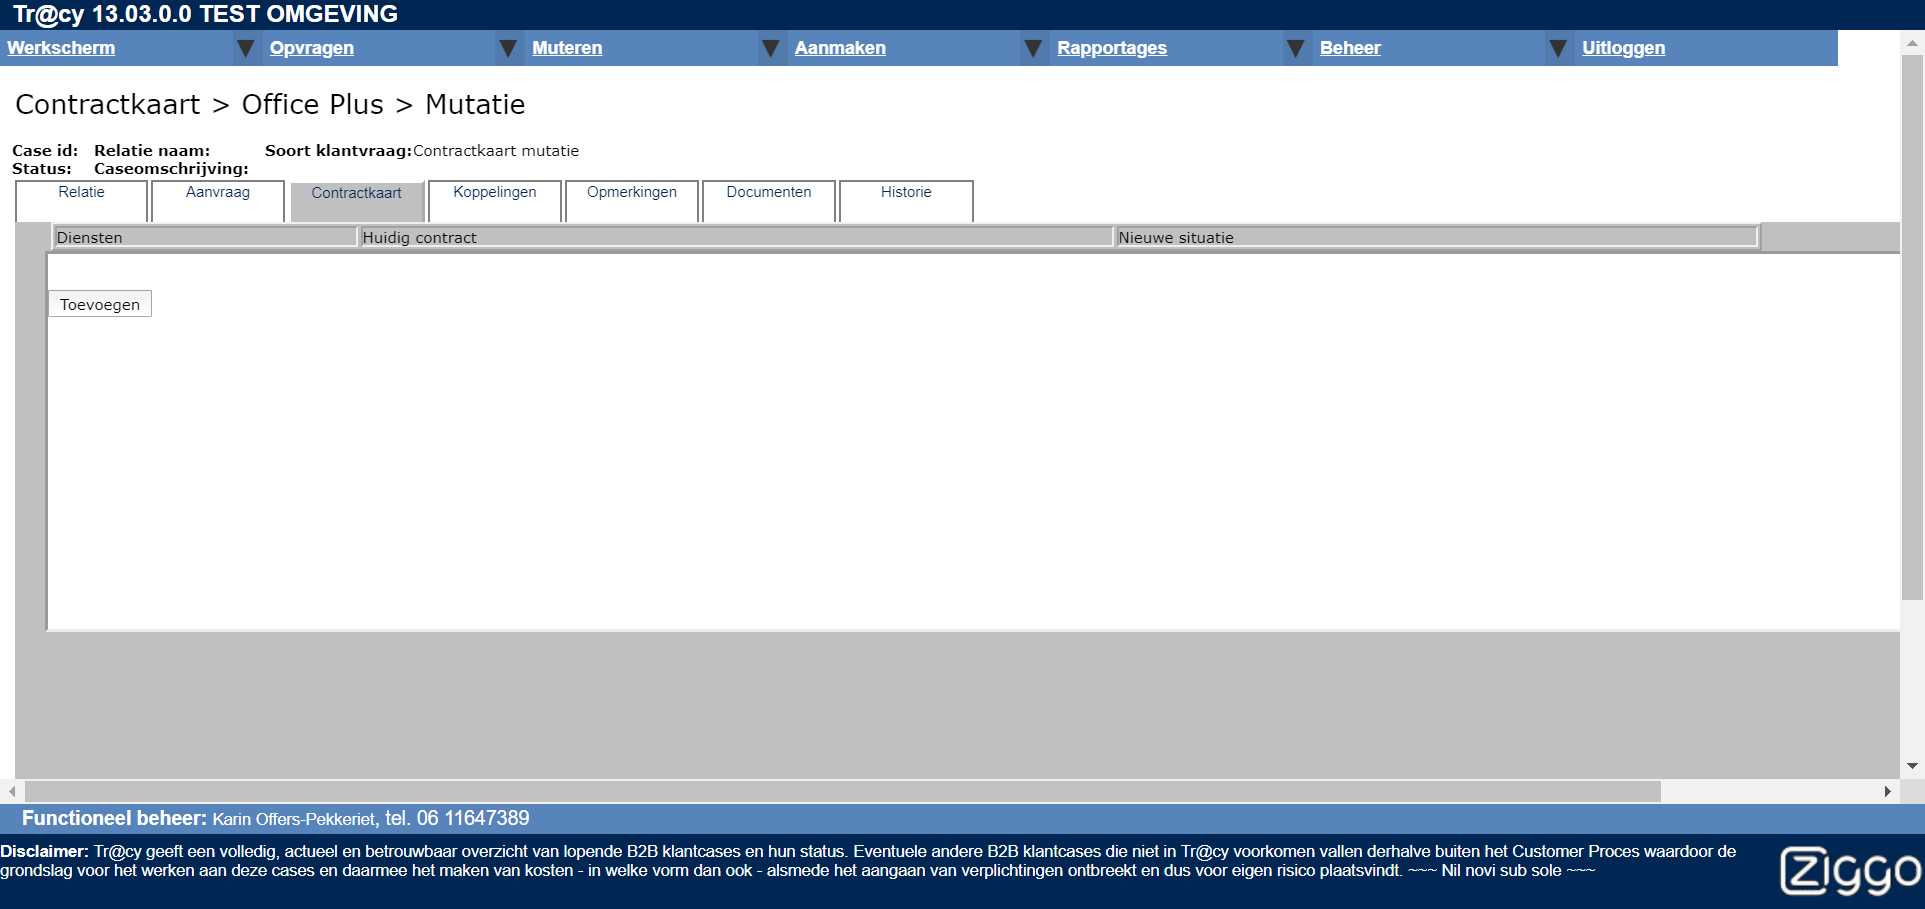 Tr@cy 13.03.0.0 TEST OMGEVING
Werkscherm Opvragen Muteren Aanmaken Rapportages Beheer Uitloggen
Contractkaart > Office Plus > Mutatie
Case id: Relatie naam: Soort klantvraag:Contractkaart mutatie
Status: Caseomschrijving:
Relatie Aanvraag Contractkaart Koppelingen Opmerkingen Documenten Historie
Diensten Huidig contract Nieuwe situatie
Toevoegen
Functioneel beheer: Karin Offers-Pekkeriet, tel. 06 11647389
Disclaimer: Tr@cy geeft een volledig, actueel en betrouwbaar overzicht van lopende B2B klantcases en hun status. Eventuele andere B2B klantcases die niet in Tr@cy voorkomen vallen derhalve buiten het Customer Proces waardoor de
grondslag voor het werken aan deze cases en daarmee het maken van kosten - in welke vorm dan ook - alsmede het aangaan van verplichtingen ontbreekt en dus voor eigen risico plaatsvindt. ~~~ Nil novi sub sole ~~~
Ziggo